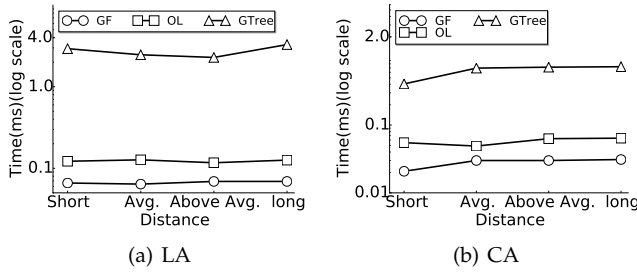 GF OL GTree
Time(ms)(log scale)
4.0
1.0
0.1
Short Avg. Above Avg. long
Distance
(a) LA
GF GTree
OL
Time(ms)(log scale)
2.0
0.1
0.01
Short Avg. Above Avg. long
Distance
(b) CA